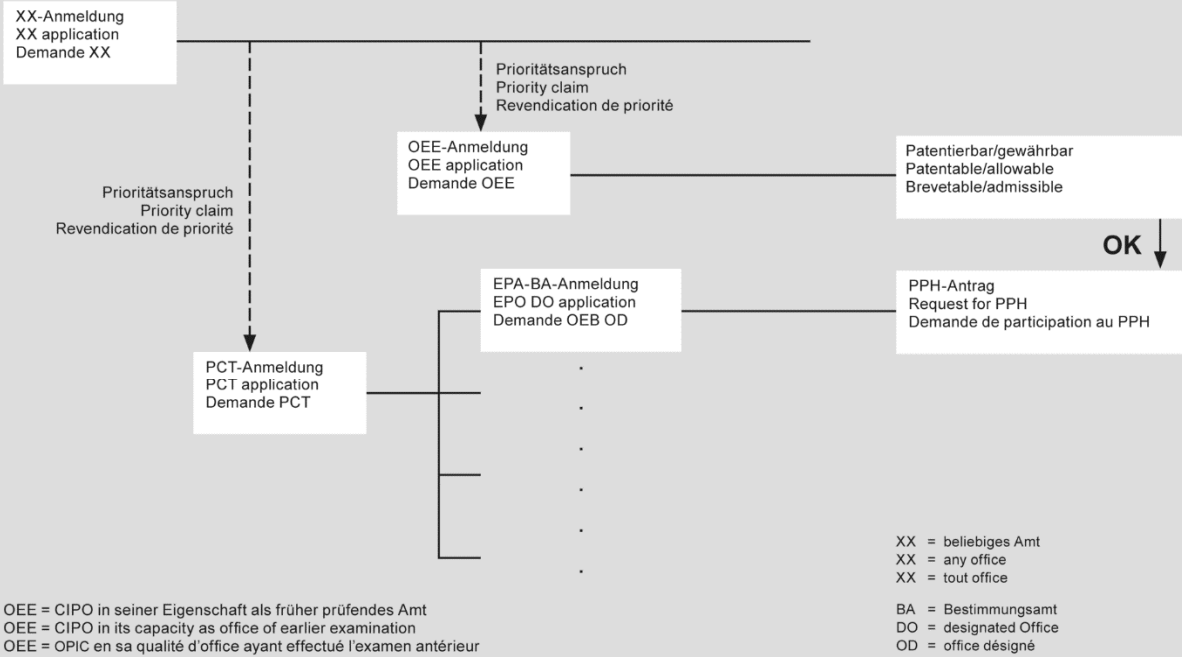 XX-Anmeldung
XX application
Demande XX
Prioritätsanspruch
Priority claim
Revendication de priorité
OEE-Anmeldung
OEE application
Demande OEE
Patentierbar/gewährbar
Patentable/allowable
Brevetable/admissible
Prioritätsanspruch
Priority claim
Revendication de priorité
OK
EPA-BA-Anmeldung
EPO DO application
Demande OEB OD
PPH-Antrag
Request for PPH
Demande de participation au PPH
PCT-Anmeldung
PCT application
Demande PCT
XX = beliebiges Amt
XX = any office
XX = tout office
OEE = CIPO in seiner Eigenschaft als früher prüfendes Amt
OEE = CIPO in its capacity as office of earlier examination
OEE = OPIC en sa qualité d'office ayant effectué l'examen antérieur
BA = Bestimmungsamt
DO = designated Office
OD = office désigné